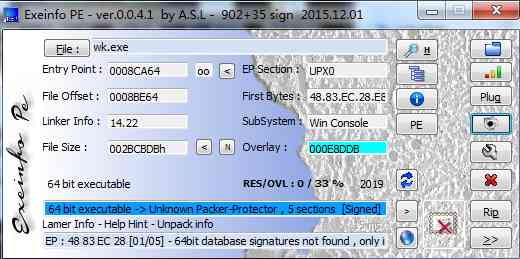 Exeinfo PE - ver.0.0.4.1 by A.S.L - 902+35 sign 2015.12.01
Exeinfo Pe
File : wk.exe H
Entry Point : 0008CA64 oo < EP Section : UPX0
File Offset : 0008BE64 First Bytes : 48.83.EC.28.E8 Plug
Linker Info : 14.22 SubSystem : Win Console PE
File Size : 002BCBDBh < N Overlay : 000E8DDB
64 bit executable RES/OVL : 0 / 33 % 2019
64 bit executable -> Unknown Packer-Protector , 5 sections [Signed] > Rip
Lamer Info - Help Hint - Unpack info
EP : 48 83 EC 28 [01/05] - 64bit database signatures not found , only i >>